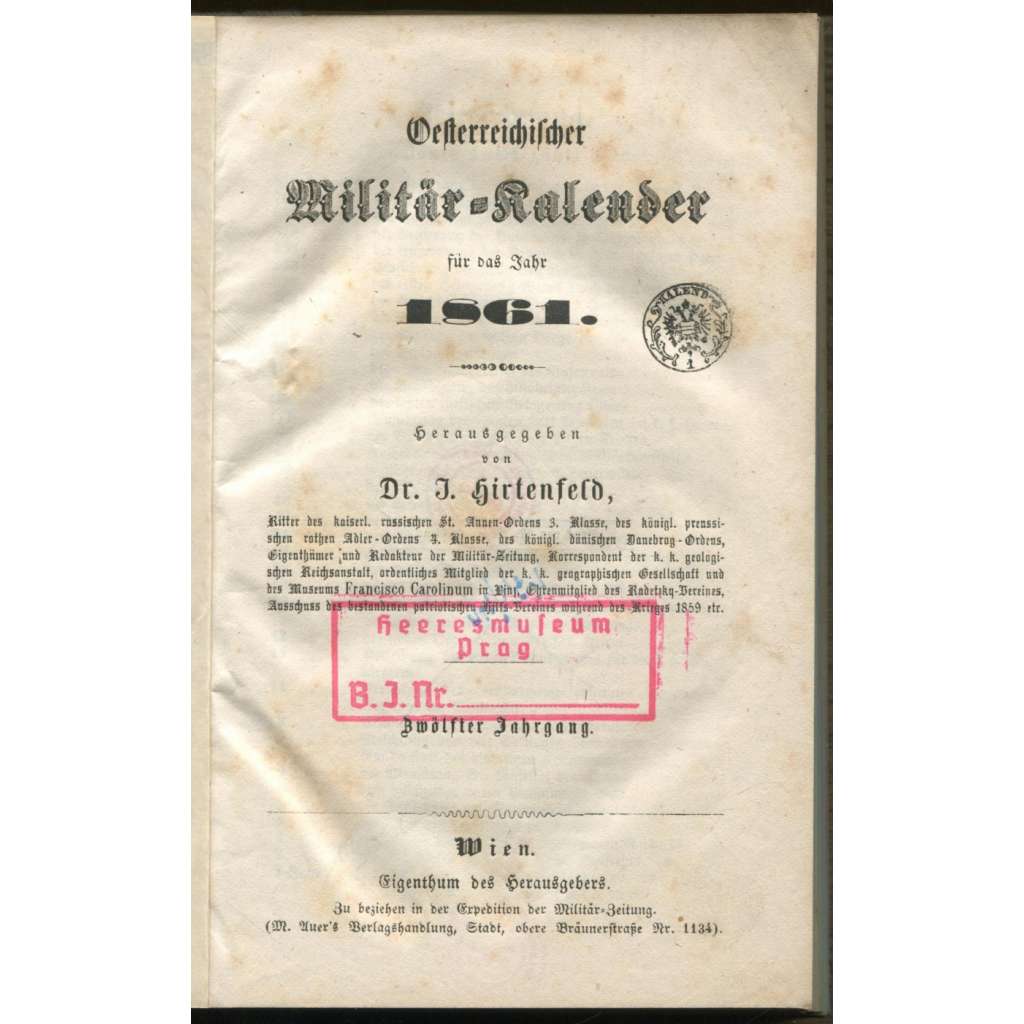 Oesterreichischer
Militär-Kalender
für das Jahr
1861.
KALEND
1
Herausgegeben
von
Dr. J. Hirtenfeld,
Ritter des kaiserl. russischen St. Annen-Ordens 3. Klasse, des königl. preussi-
schen rothen Adler-Ordens 4. Klasse, des königl. dänischen Danebrog-Ordens,
Eigenthümer und Redakteur der Militär-Zeitung, Korrespondent der k. k. geologi-
schen Reichsanstalt, ordentliches Mitglied der k. k. geographischen Gesellschaft und
des Museums Francisco Carolinum in Linz, Ehrenmitglied des Radetzky-Vereines,
Ausschuss des bestandenen patriotischen Hilfs-Vereines während des Krieges 1859 etc.
Heeresmuseum
Prag
B. J. Nr.
Zwölfter Jahrgang.
Wien.
Eigenthum des Herausgebers.
Zu beziehen in der Expedition der Militär-Zeitung.
(M. Auer's Verlagshandlung, Stadt, obere Bräunerstraße Nr. 1134).